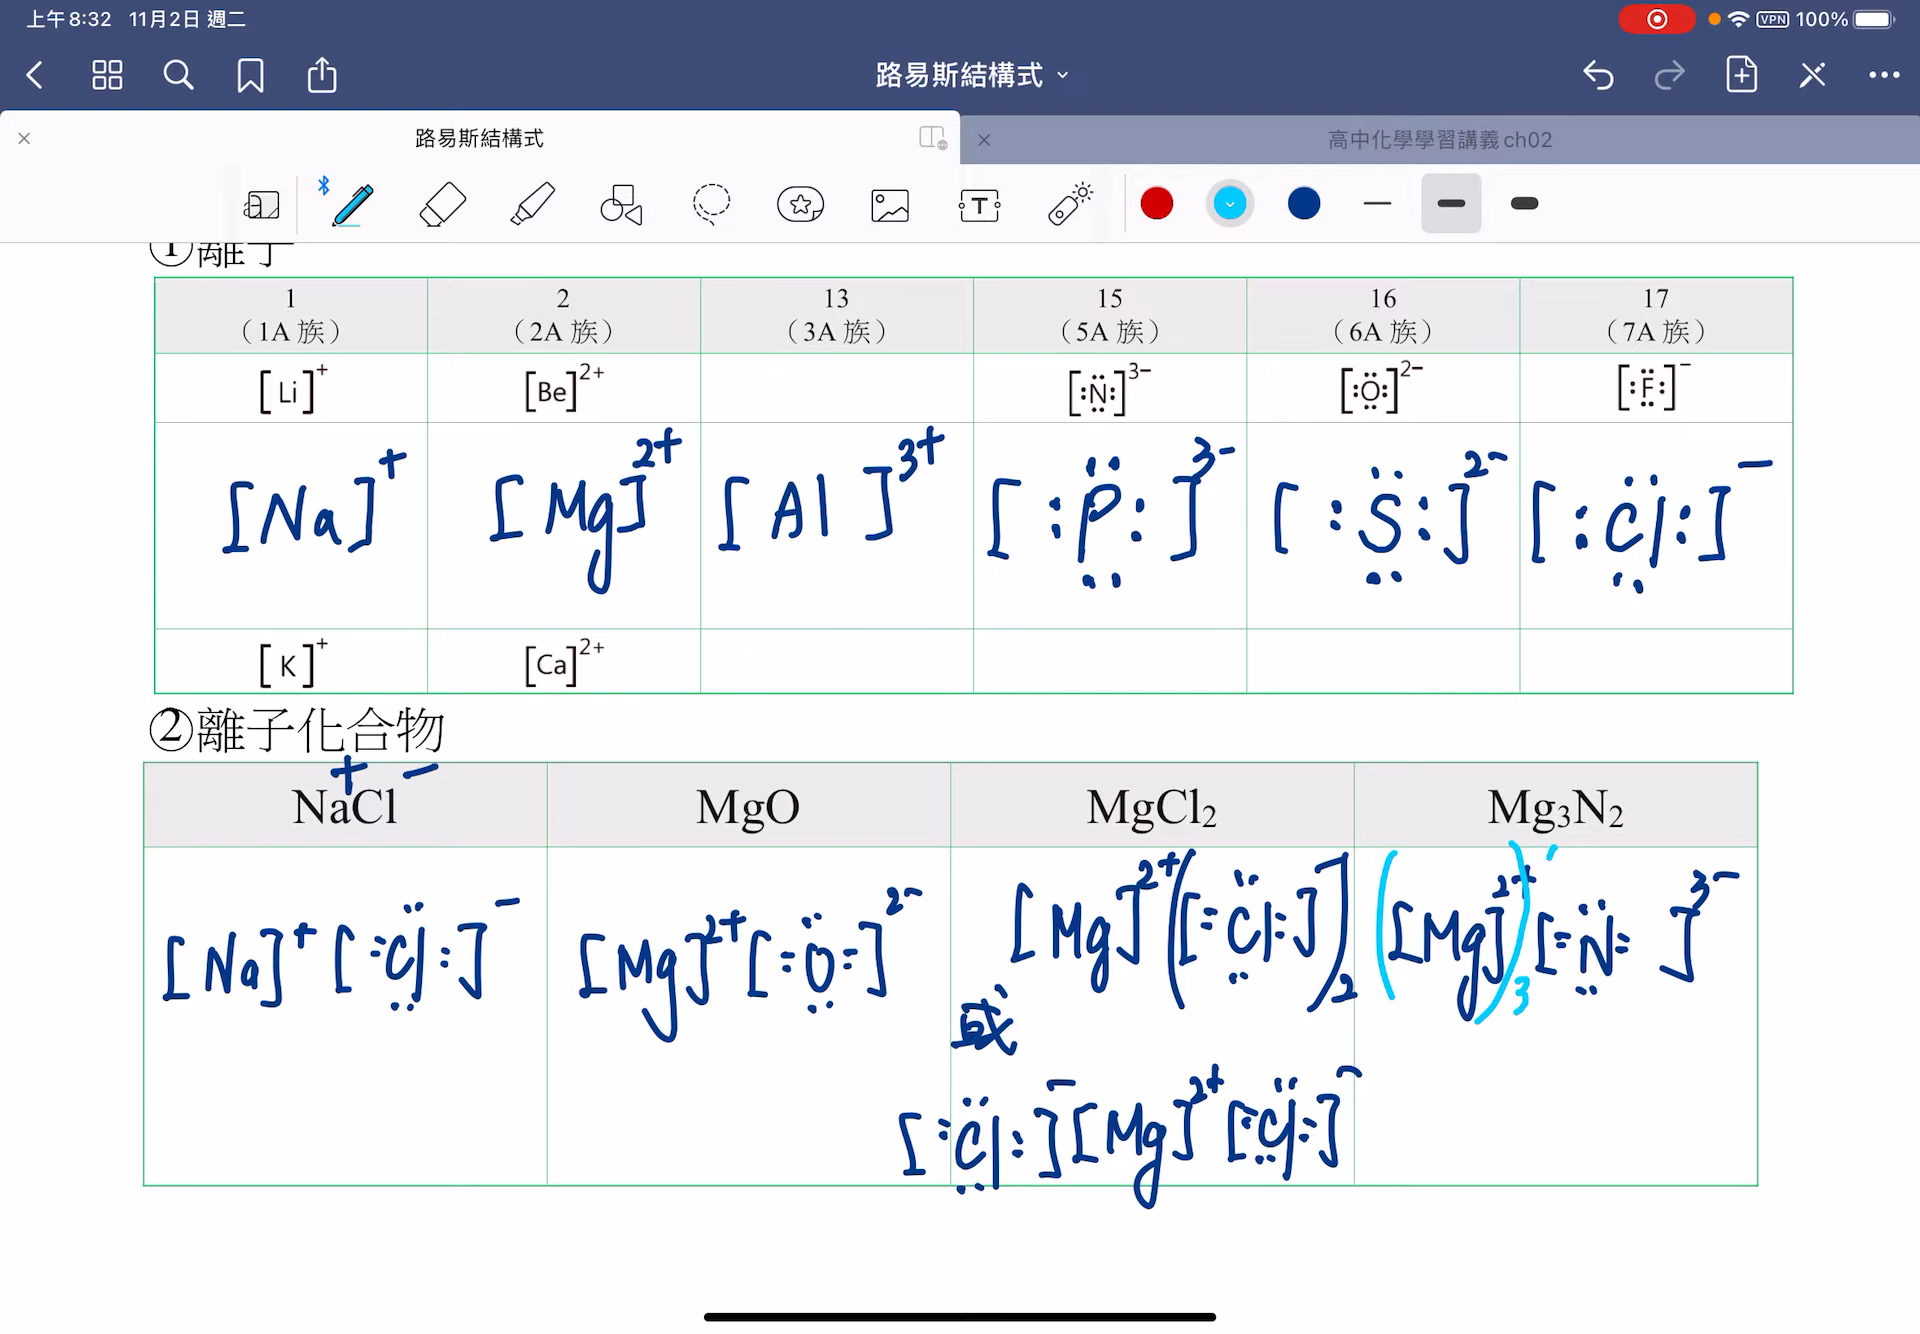 上午8:32 11月2日 週二 VPN 100%
路易斯結構式
路易斯結構式 高中化學學習講義ch02
①離子
1 2 13 15 16 17
（1A 族） （2A 族） （3A 族） （5A 族） （6A 族） （7A 族）
[Li]+ [Be]2+ [:N:]3− [:O:]2− [:F:]−
[Na]+ [Mg]2+ [Al]3+ [:P:]3− [:S:]2− [:Cl:]−
[K]+ [Ca]2+
②離子化合物
+ −
NaCl MgO MgCl2 Mg3N2
[Na]+[:Cl:]− [Mg]2+[:O:]2− [Mg]2+([:Cl:])2 ([Mg]2+)3[:N:]3−
或
[:Cl:]−[Mg]2+[:Cl:]−